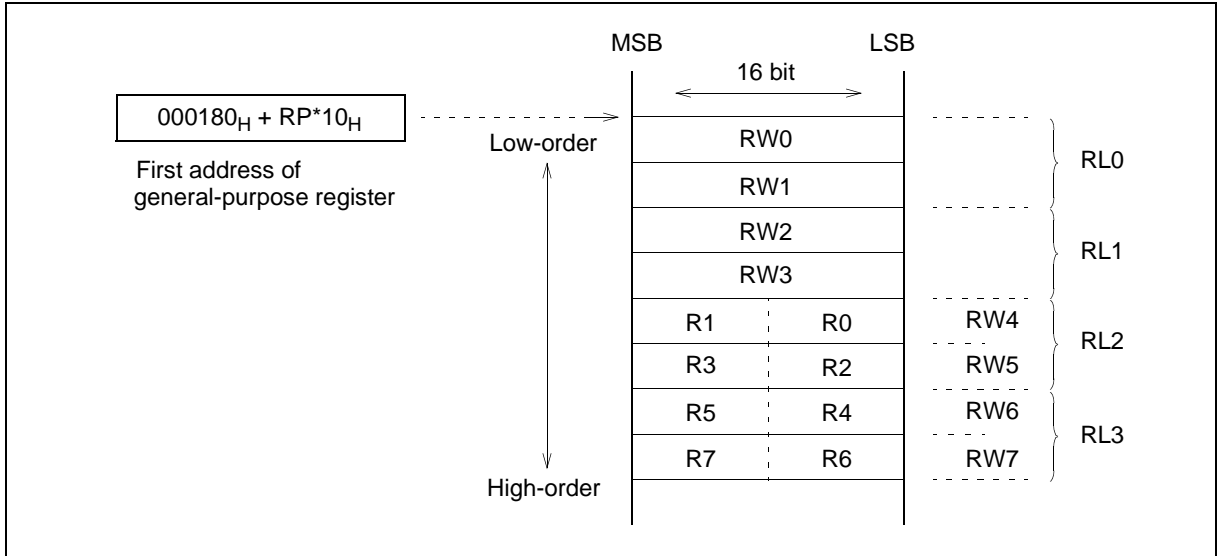 MSB LSB
16 bit
000180H + RP*10H
Low-order
First address of
general-purpose register
RW0
RL0
RW1
RW2
RL1
RW3
R1 R0 RW4
RL2
R3 R2 RW5
R5 R4 RW6
RL3
R7 R6 RW7
High-order